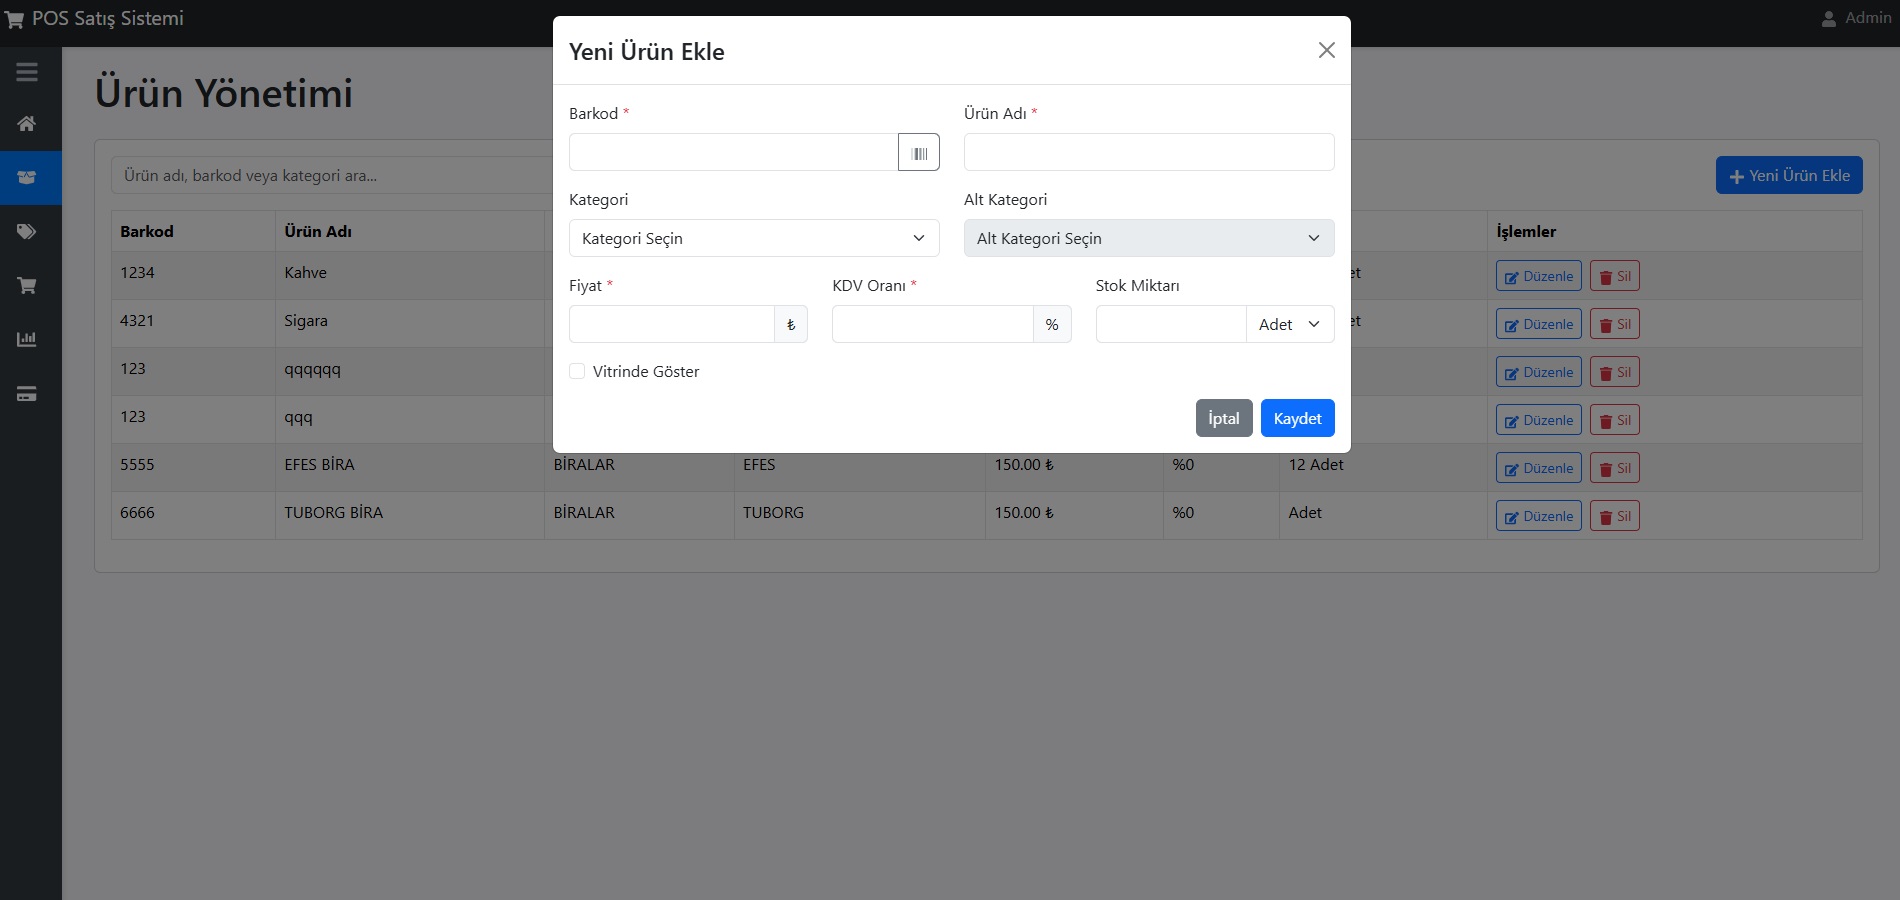 POS Satış Sistemi
Admin
Yeni Ürün Ekle
Ürün Yönetimi
Barkod *
Ürün Adı *
Kategori
Alt Kategori
Kategori Seçin
Alt Kategori Seçin
Fiyat *
KDV Oranı *
Stok Miktarı
₺
%
Adet
Vitrinde Göster
İptal
Kaydet
Ürün adı, barkod veya kategori ara...
Yeni Ürün Ekle
Barkod Ürün Adı İşlemler
1234 Kahve et Düzenle Sil
4321 Sigara et Düzenle Sil
123 qqqqqq Düzenle Sil
123 qqq Düzenle Sil
5555 EFES BİRA BİRALAR EFES 150.00 ₺ %0 12 Adet Düzenle Sil
6666 TUBORG BİRA BİRALAR TUBORG 150.00 ₺ %0 Adet Düzenle Sil